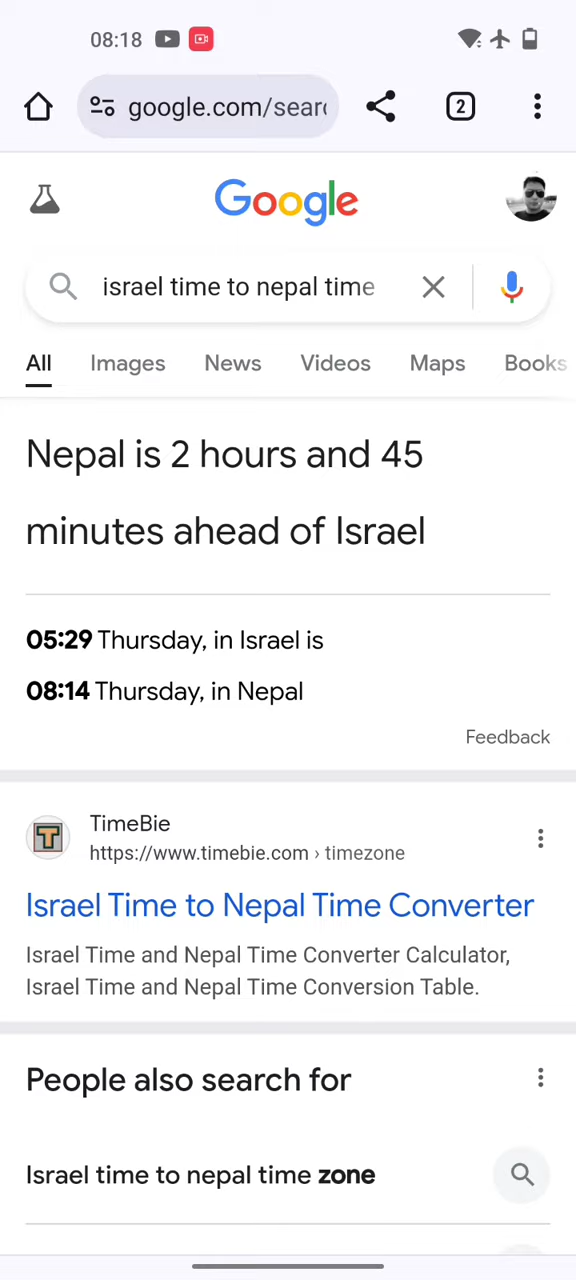 08:18
2
google.com/sear
Google
israel time to nepal time
All Images News Videos Maps Books
Nepal is 2 hours and 45
minutes ahead of Israel
05:29 Thursday, in Israel is
08:14 Thursday, in Nepal
Feedback
T
TimeBie
https://www.timebie.com › timezone
Israel Time to Nepal Time Converter
Israel Time and Nepal Time Converter Calculator,
Israel Time and Nepal Time Conversion Table.
People also search for
Israel time to nepal time zone